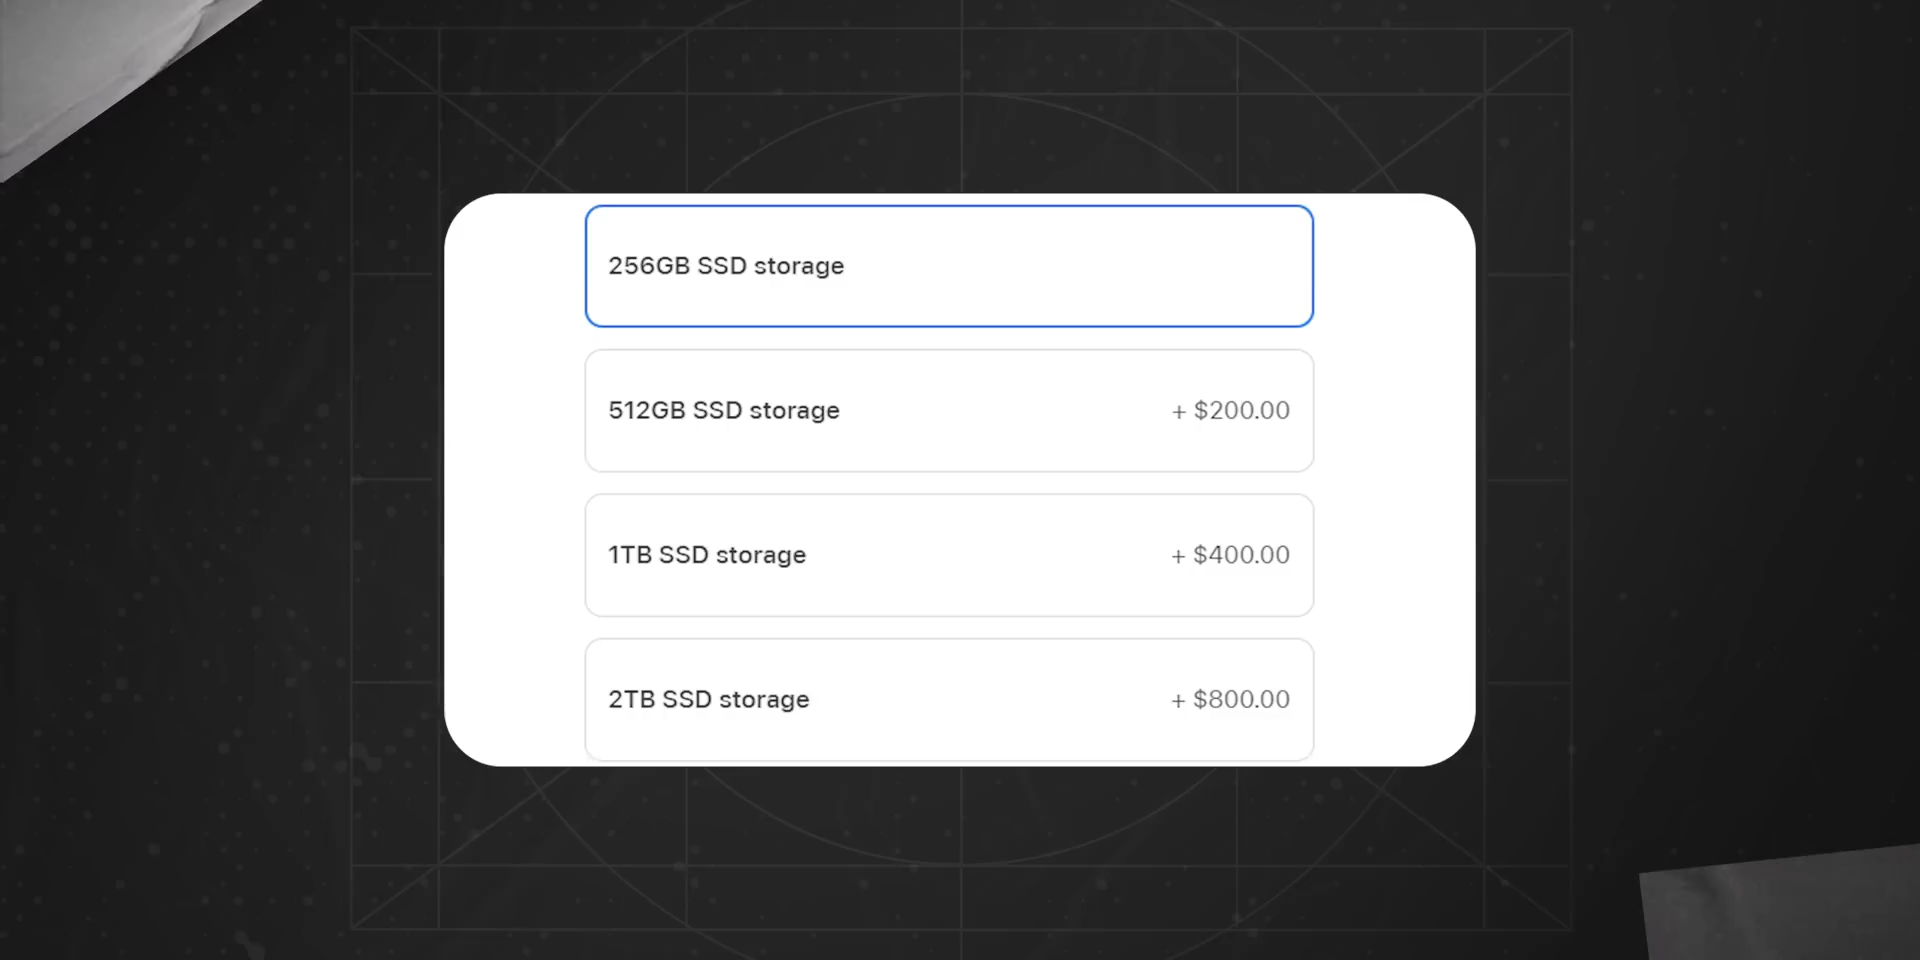 256GB SSD storage
512GB SSD storage + $200.00
1TB SSD storage + $400.00
2TB SSD storage + $800.00